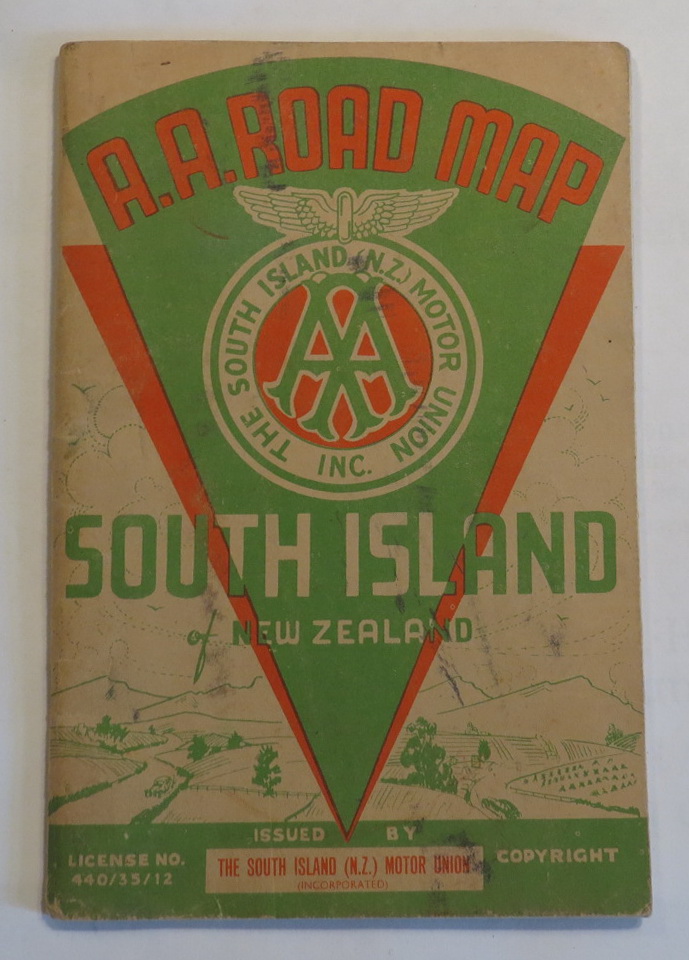 A.A. ROAD MAP
THE SOUTH ISLAND (N.Z.) MOTOR UNION
INC.
AA
SOUTH ISLAND
of NEW ZEALAND
ISSUED BY
LICENSE NO.
440/35/12
THE SOUTH ISLAND (N.Z.) MOTOR UNION
(INCORPORATED)
COPYRIGHT